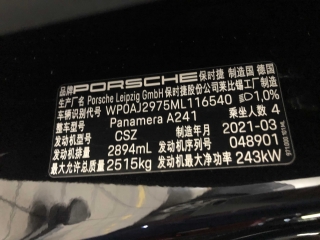 品牌 PORSCHE 保时捷 制造国 德国
生产厂名 Porsche Leipzig GmbH 保时捷股份公司莱比锡工厂制造
车辆识别代号 WP0AJ2975ML116540 1,0%
整车型号 Panamera A241 乘坐人数 4
发动机型号 CSZ 制造年月 2021-03
发动机排量 2894mL 发动机序列号 048901
最大允许总质量 2515kg 发动机最大净功率 243kW